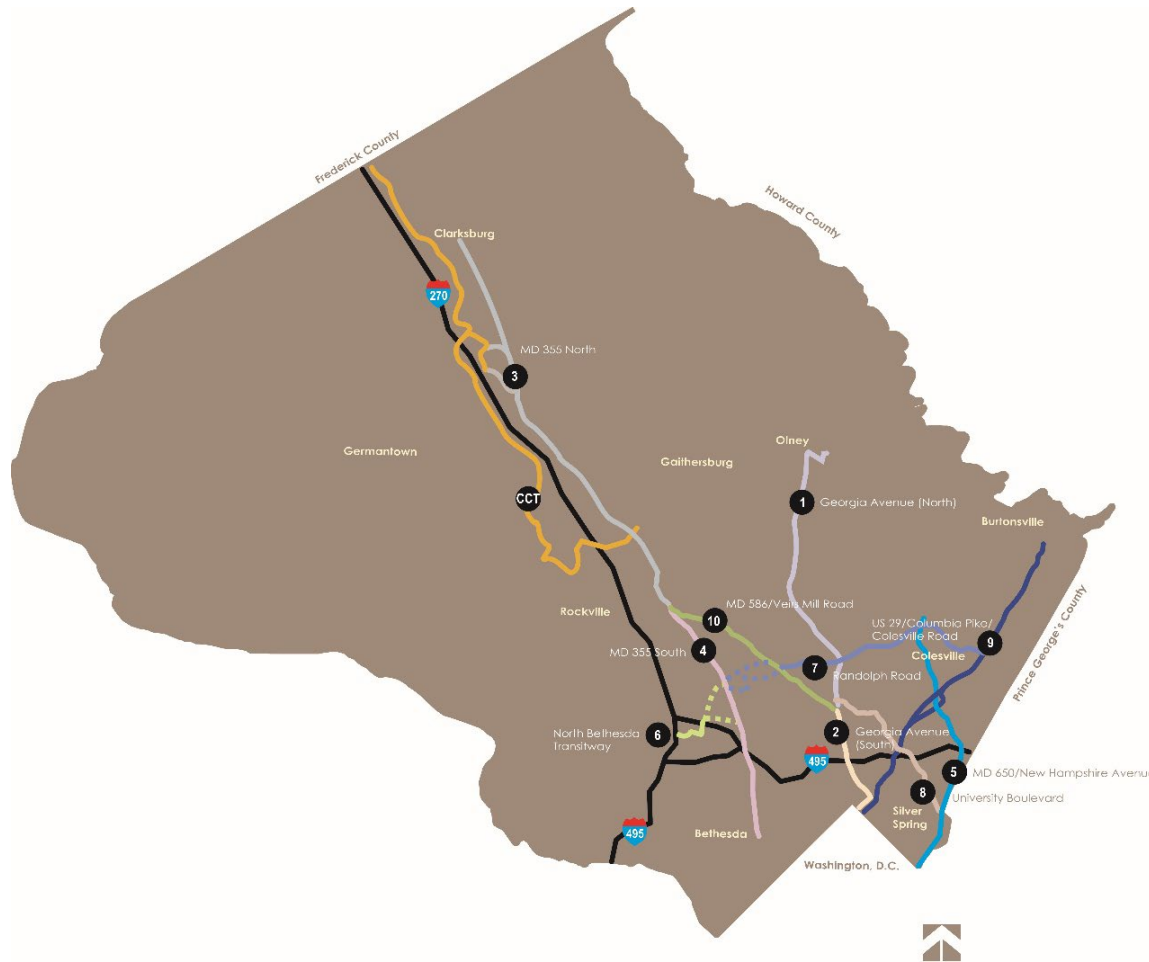 Frederick County
Howard County
Clarksburg
270
MD 355 North
3
Germantown
Gaithersburg
Olney
CCT
1
Georgia Avenue (North)
Burtonsville
Rockville
MD 586/Veirs Mill Road
10
US 29/Columbia Pike/
Colesville Road
9
MD 355 South
4
Colesville
7
Randolph Road
Prince George's County
North Bethesda
Transitway
6
2
Georgia Avenue
(South)
495
5
MD 650/New Hampshire Avenu
8
University Boulevard
Silver
Spring
495
Bethesda
Washington, D.C.